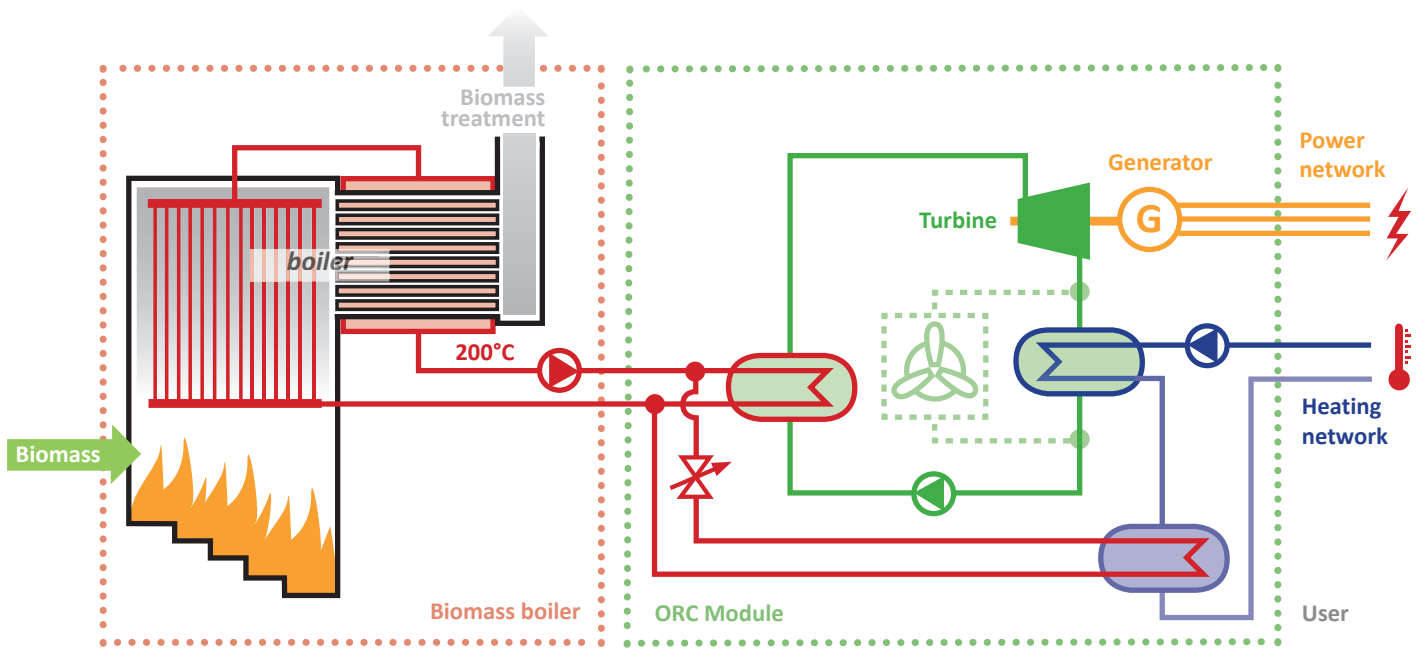 Biomass
treatment
Power
network
Generator
G
Turbine
boiler
200°C
Heating
network
Biomass
Biomass boiler
ORC Module
User